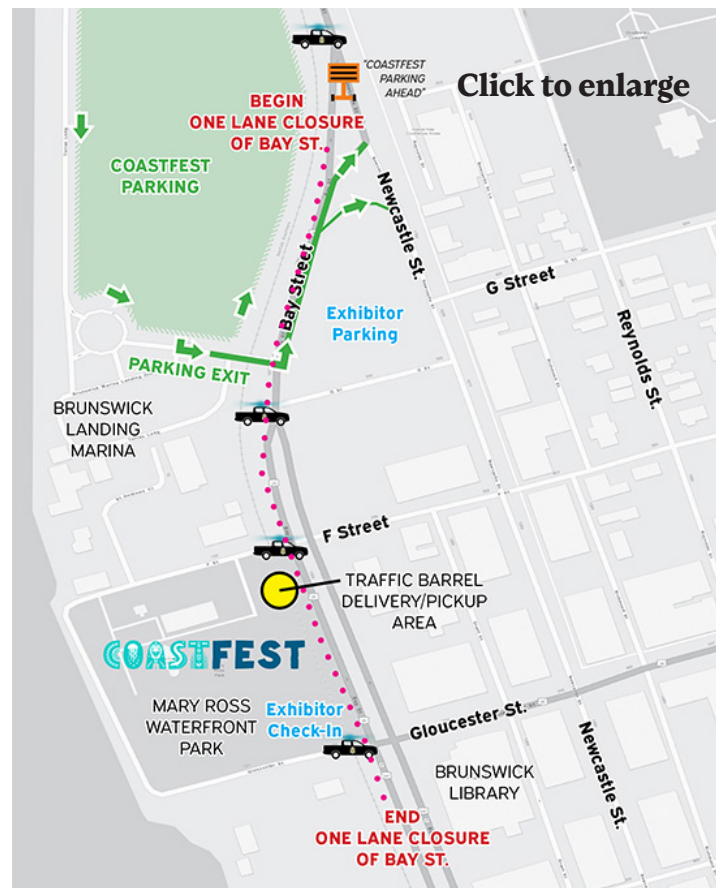 "COASTFEST
PARKING
AHEAD"
Click to enlarge
BEGIN
ONE LANE CLOSURE
OF BAY ST.
COASTFEST
PARKING
Newcastle St.
Bay Street
G Street
Exhibitor
Parking
Reynolds St.
PARKING EXIT
BRUNSWICK
LANDING
MARINA
F Street
TRAFFIC BARREL
DELIVERY/PICKUP
AREA
COASTFEST
MARY ROSS
WATERFRONT
PARK
Exhibitor
Check-In
Gloucester St.
Newcastle St.
BRUNSWICK
LIBRARY
END
ONE LANE CLOSURE
OF BAY ST.